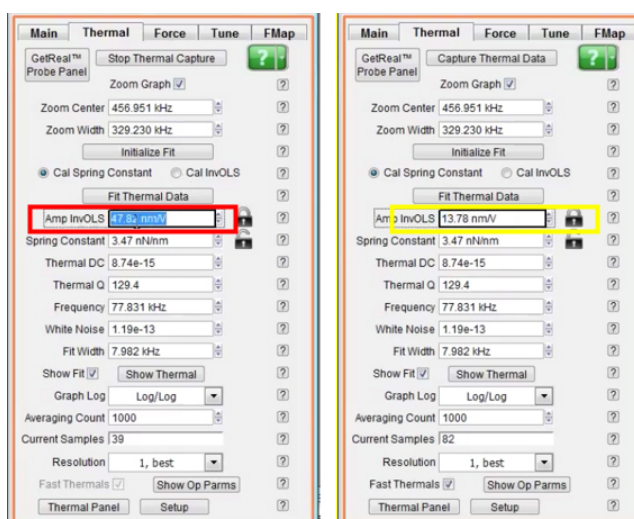 Main Thermal Force Tune FMap
GetReal™ Probe Panel Stop Thermal Capture ?
Zoom Graph ?
Zoom Center 456.951 kHz ?
Zoom Width 329.230 kHz ?
Initialize Fit ?
Cal Spring Constant Cal InvOLS ?
Fit Thermal Data ?
Amp InvOLS 47.82 nm/V ?
Spring Constant 3.47 nN/nm ?
Thermal DC 8.74e-15 ?
Thermal Q 129.4 ?
Frequency 77.831 kHz ?
White Noise 1.19e-13 ?
Fit Width 7.982 kHz ?
Show Fit Show Thermal ?
Graph Log Log/Log ?
Averaging Count 1000 ?
Current Samples 39 ?
Resolution 1, best ?
Fast Thermals Show Op Parms ?
Thermal Panel Setup ?
Main Thermal Force Tune FMap
GetReal™ Probe Panel Capture Thermal Data ?
Zoom Graph ?
Zoom Center 456.951 kHz ?
Zoom Width 329.230 kHz ?
Initialize Fit ?
Cal Spring Constant Cal InvOLS ?
Fit Thermal Data ?
Amp InvOLS 13.78 nm/V ?
Spring Constant 3.47 nN/nm ?
Thermal DC 8.74e-15 ?
Thermal Q 129.4 ?
Frequency 77.831 kHz ?
White Noise 1.19e-13 ?
Fit Width 7.982 kHz ?
Show Fit Show Thermal ?
Graph Log Log/Log ?
Averaging Count 1000 ?
Current Samples 82 ?
Resolution 1, best ?
Fast Thermals Show Op Parms ?
Thermal Panel Setup ?